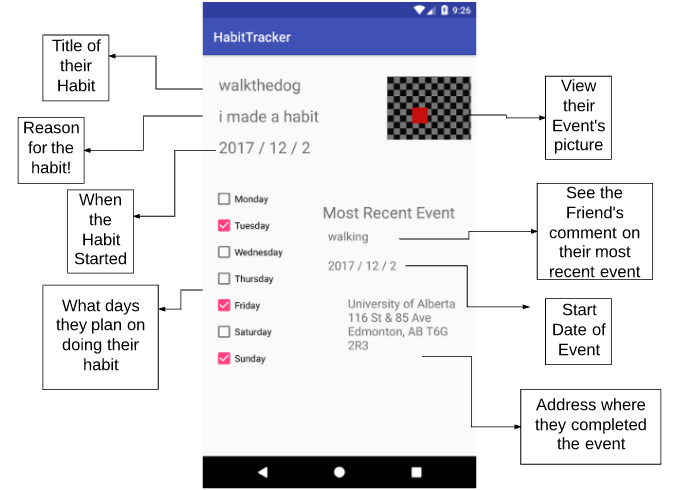 9:26
HabitTracker
Title of
their
Habit
walkthedog
i made a habit
2017 / 12 / 2
View
their
Event's
picture
Reason
for the
habit!
When
the
Habit
Started
Monday
Tuesday
Wednesday
Thursday
Friday
Saturday
Sunday
Most Recent Event
walking
2017 / 12 / 2
University of Alberta
116 St & 85 Ave
Edmonton, AB T6G
2R3
See the
Friend's
comment on
their most
recent event
What days
they plan on
doing their
habit
Start
Date of
Event
Address where
they completed
the event